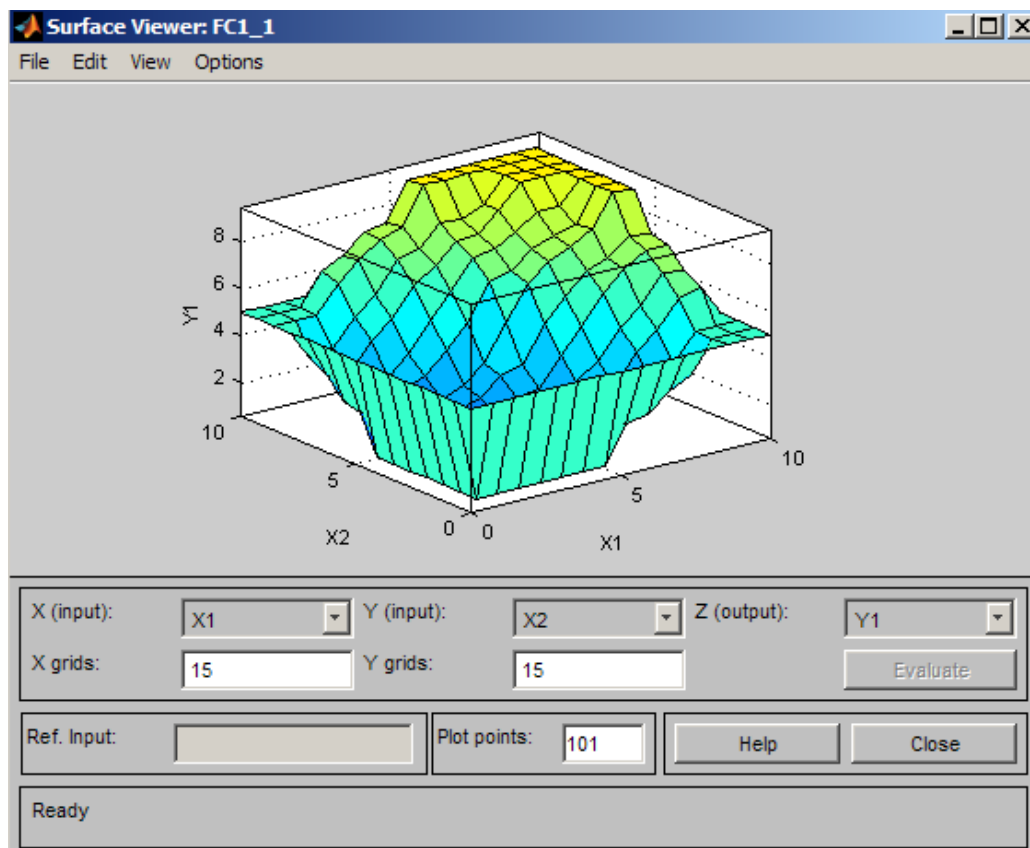 Surface Viewer: FC1_1
File Edit View Options
8
6
4
2
Y1
10
5
0
X2
0
5
10
X1
X (input): X1 Y (input): X2 Z (output): Y1
X grids: 15 Y grids: 15 Evaluate
Ref. Input: Plot points: 101 Help Close
Ready